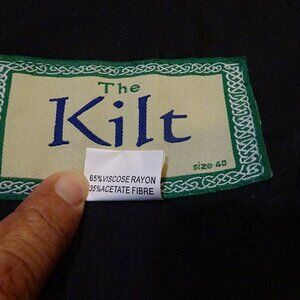 The
Kilt
size 40
65%VISCOSE RAYON
35%ACETATE FIBRE